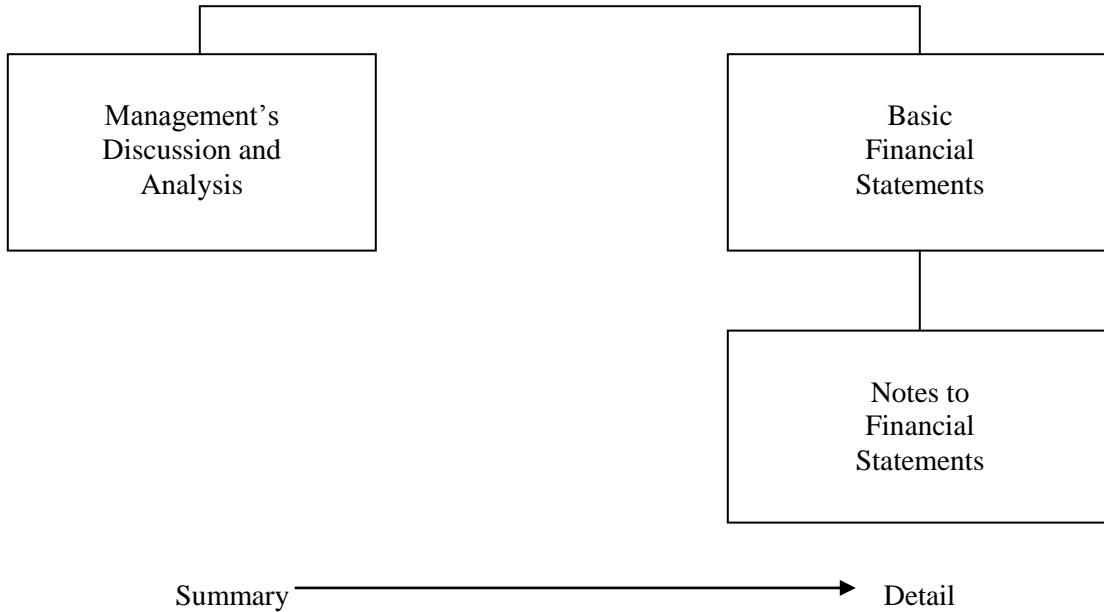 Management’s
Discussion and
Analysis
Basic
Financial
Statements
Notes to
Financial
Statements
Summary
Detail